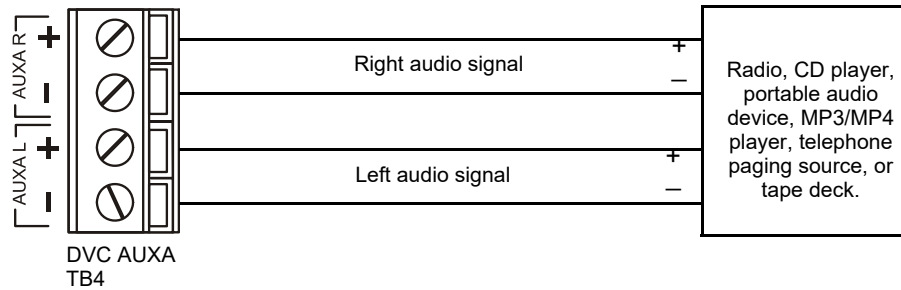 AUXA R
+
−
AUXA L
+
−
DVC AUXA
TB4
Right audio signal
+
−
Left audio signal
+
−
Radio, CD player,
portable audio
device, MP3/MP4
player, telephone
paging source, or
tape deck.